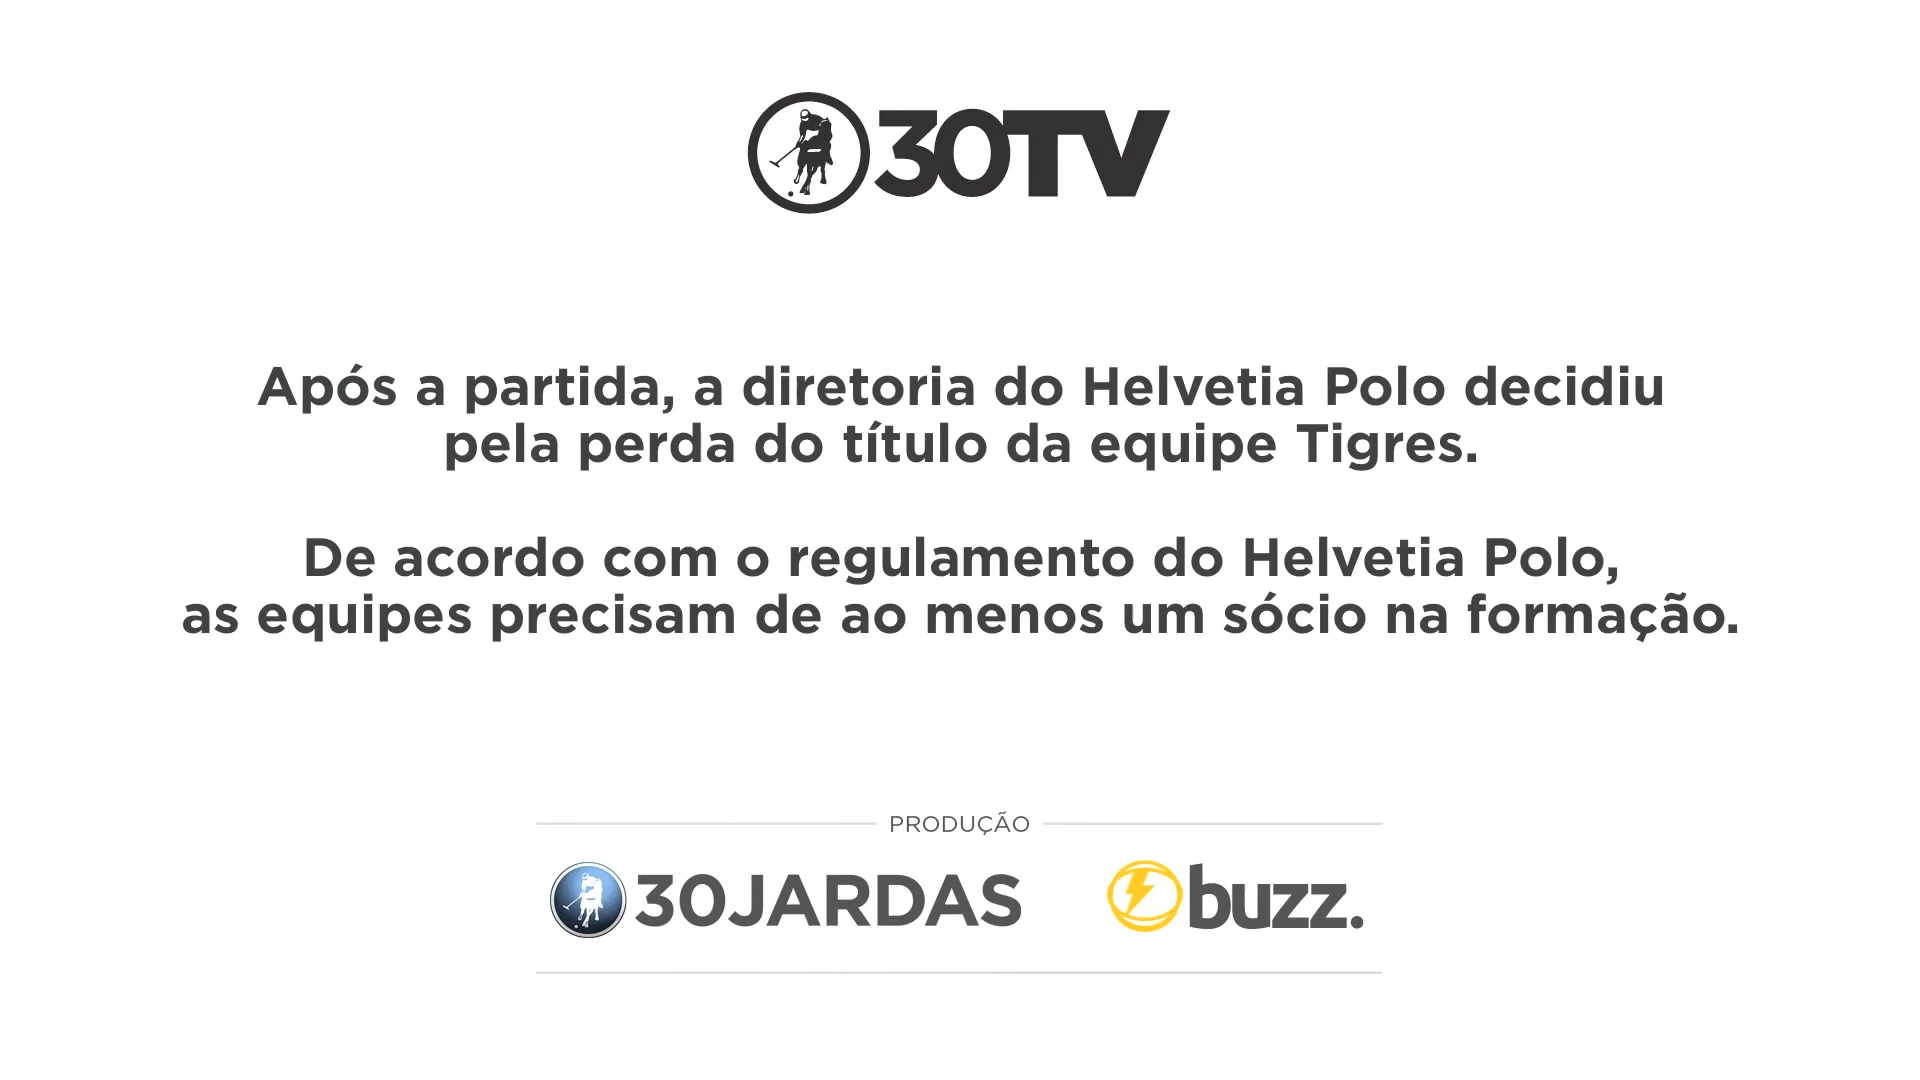 30TV
Após a partida, a diretoria do Helvetia Polo decidiu
pela perda do título da equipe Tigres.
De acordo com o regulamento do Helvetia Polo,
as equipes precisam de ao menos um sócio na formação.
PRODUÇÃO
30JARDAS buzz.